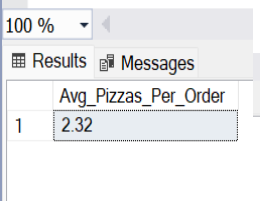 100 %
Results Messages
Avg_Pizzas_Per_Order
1 2.32